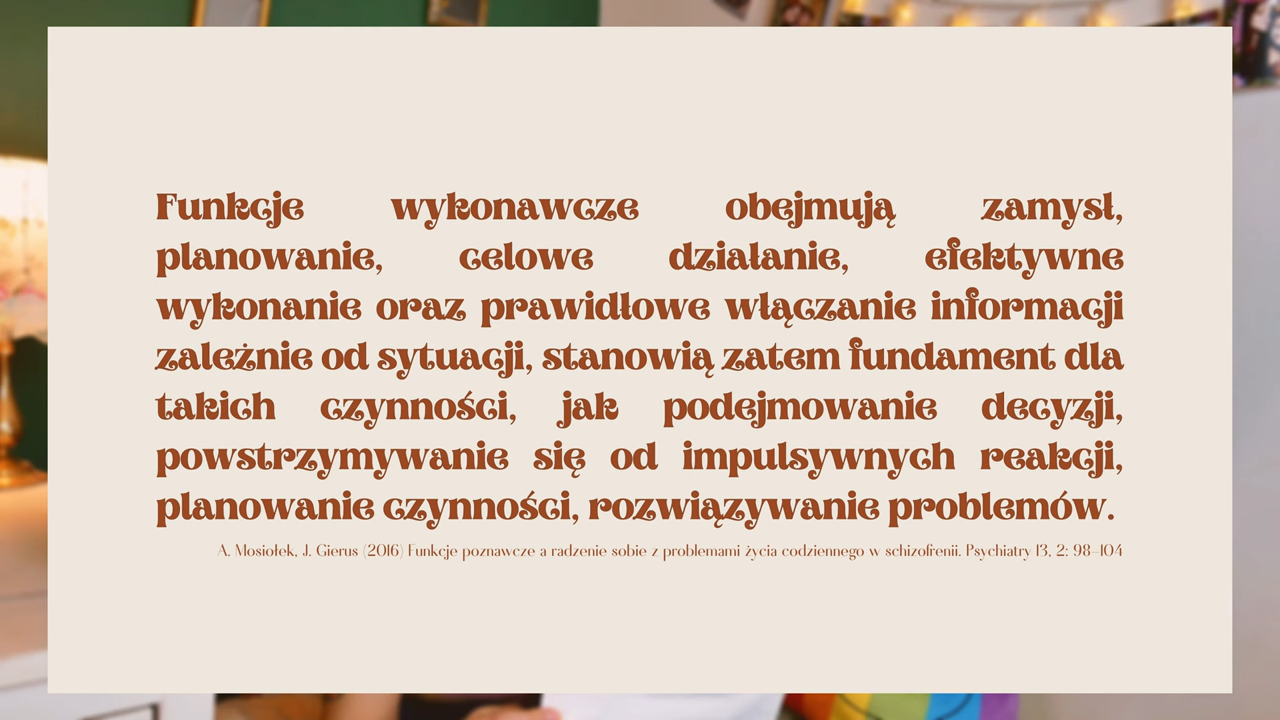 Funkcje wykonawcze obejmują zamysł,
planowanie, celowe działanie, efektywne
wykonanie oraz prawidłowe włączanie informacji
zależnie od sytuacji, stanowią zatem fundament dla
takich czynności, jak podejmowanie decyzji,
powstrzymywanie się od impulsywnych reakcji,
planowanie czynności, rozwiązywanie problemów.
A. Mosiołek, J. Gierus (2016) Funkcje poznawcze a radzenie sobie z problemami życia codziennego w schizofrenii. Psychiatry 13, 2: 98–104